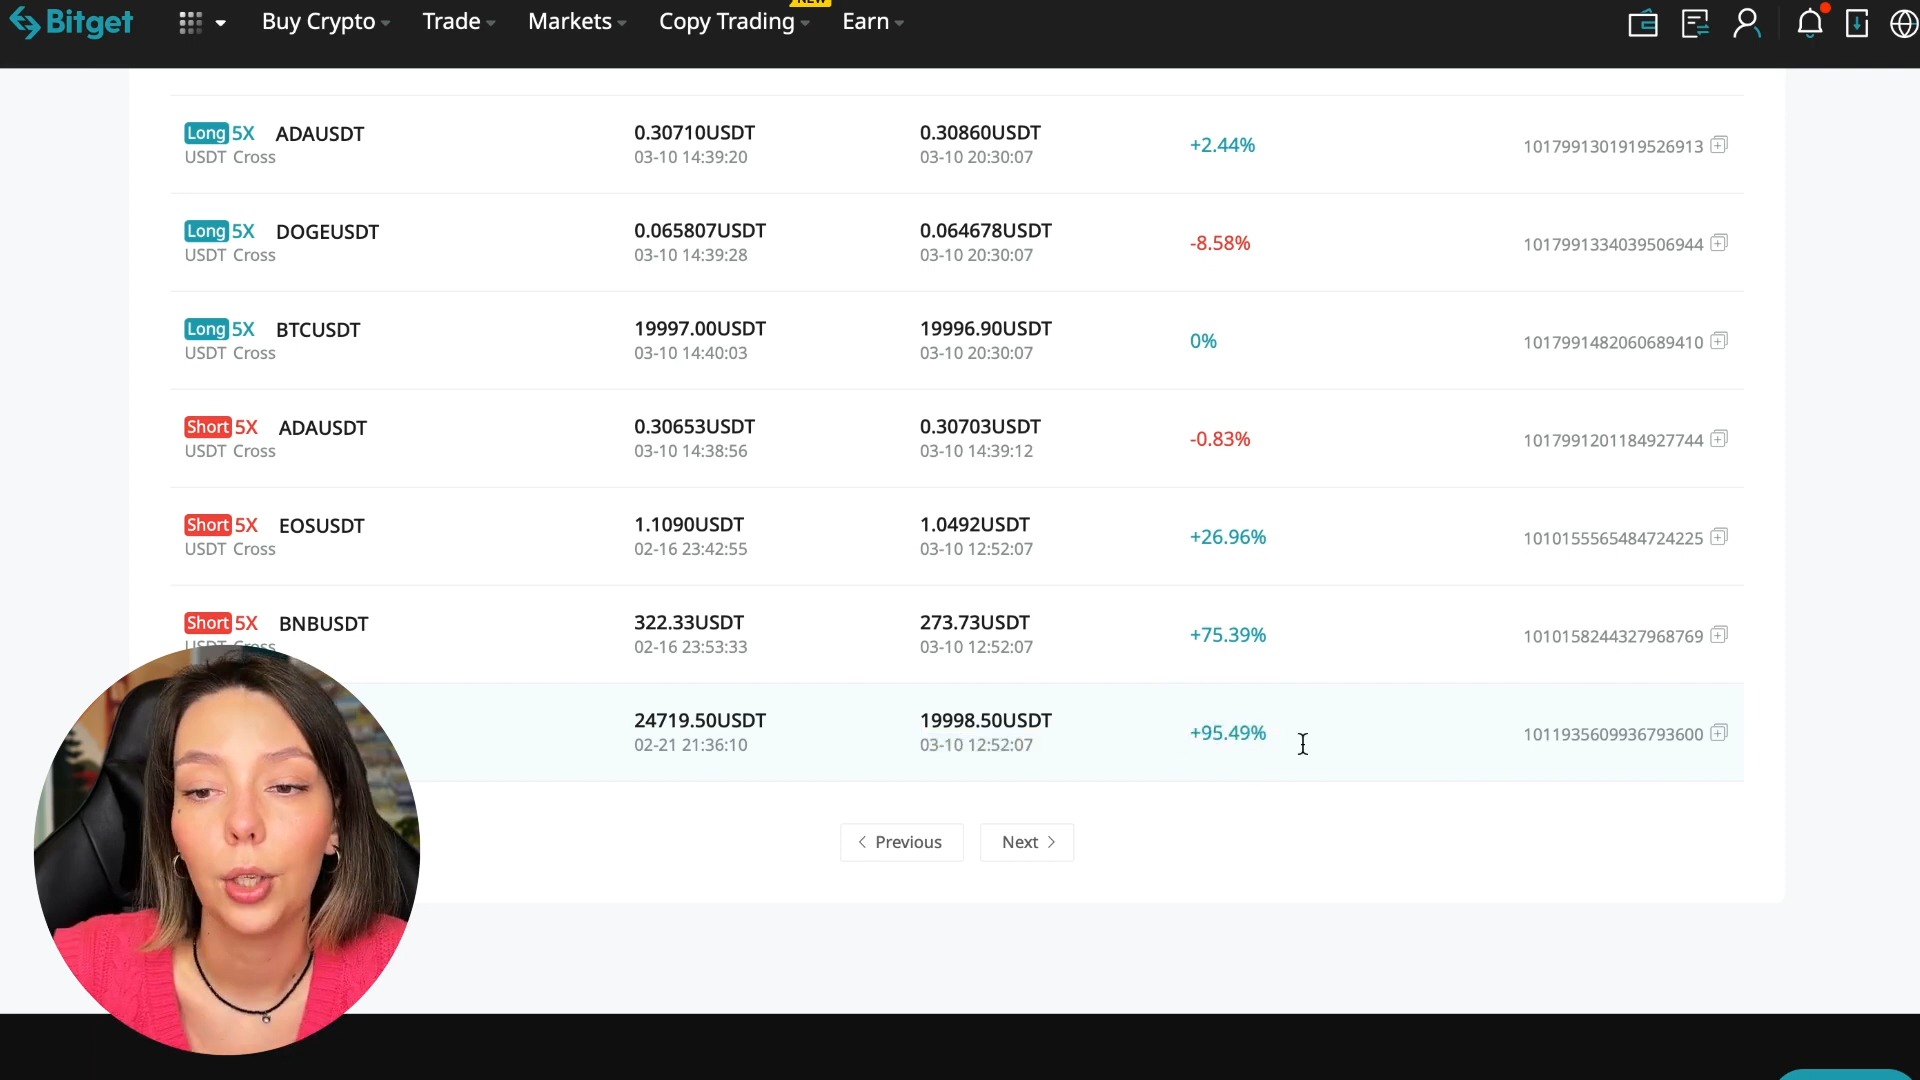 Bitget
Buy Crypto Trade Markets Copy Trading NEW Earn
Long 5X ADAUSDT 0.30710USDT 0.30860USDT +2.44% 1017991301919526913
USDT Cross 03-10 14:39:20 03-10 20:30:07
Long 5X DOGEUSDT 0.065807USDT 0.064678USDT -8.58% 1017991334039506944
USDT Cross 03-10 14:39:28 03-10 20:30:07
Long 5X BTCUSDT 19997.00USDT 19996.90USDT 0% 1017991482060689410
USDT Cross 03-10 14:40:03 03-10 20:30:07
Short 5X ADAUSDT 0.30653USDT 0.30703USDT -0.83% 1017991201184927744
USDT Cross 03-10 14:38:56 03-10 14:39:12
Short 5X EOSUSDT 1.1090USDT 1.0492USDT +26.96% 1010155565484724225
USDT Cross 02-16 23:42:55 03-10 12:52:07
Short 5X BNBUSDT 322.33USDT 273.73USDT +75.39% 1010158244327968769
USDT Cross 02-16 23:53:33 03-10 12:52:07
24719.50USDT 19998.50USDT +95.49% 1011935609936793600
02-21 21:36:10 03-10 12:52:07
Previous Next